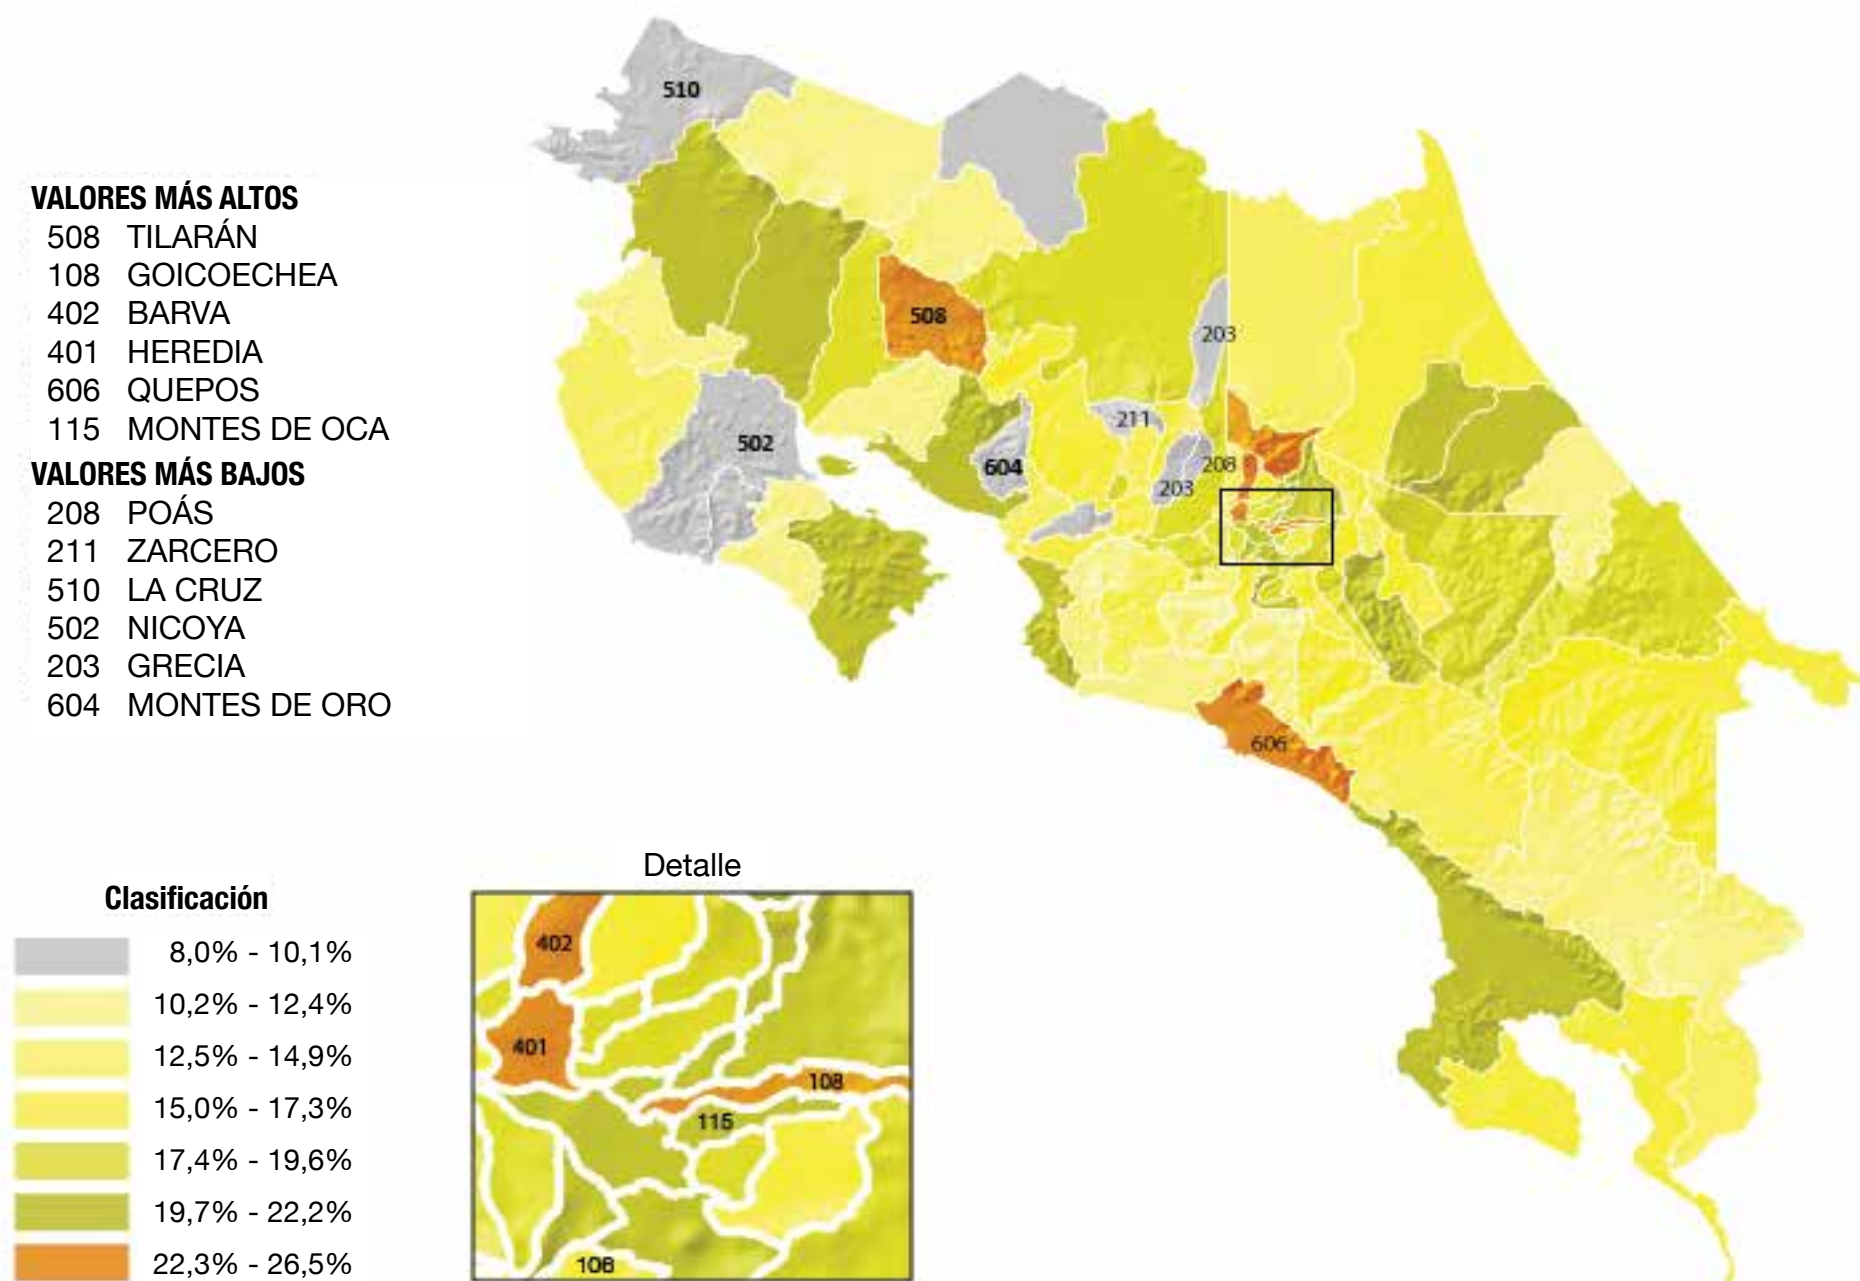 VALORES MÁS ALTOS
508 TILARÁN
108 GOICOECHEA
402 BARVA
401 HEREDIA
606 QUEPOS
115 MONTES DE OCA
VALORES MÁS BAJOS
208 POÁS
211 ZARCERO
510 LA CRUZ
502 NICOYA
203 GRECIA
604 MONTES DE ORO
510
508
203
211
502
604
208
203
606
Clasificación
8,0% - 10,1%
10,2% - 12,4%
12,5% - 14,9%
15,0% - 17,3%
17,4% - 19,6%
19,7% - 22,2%
22,3% - 26,5%
Detalle
402
401
108
115
108